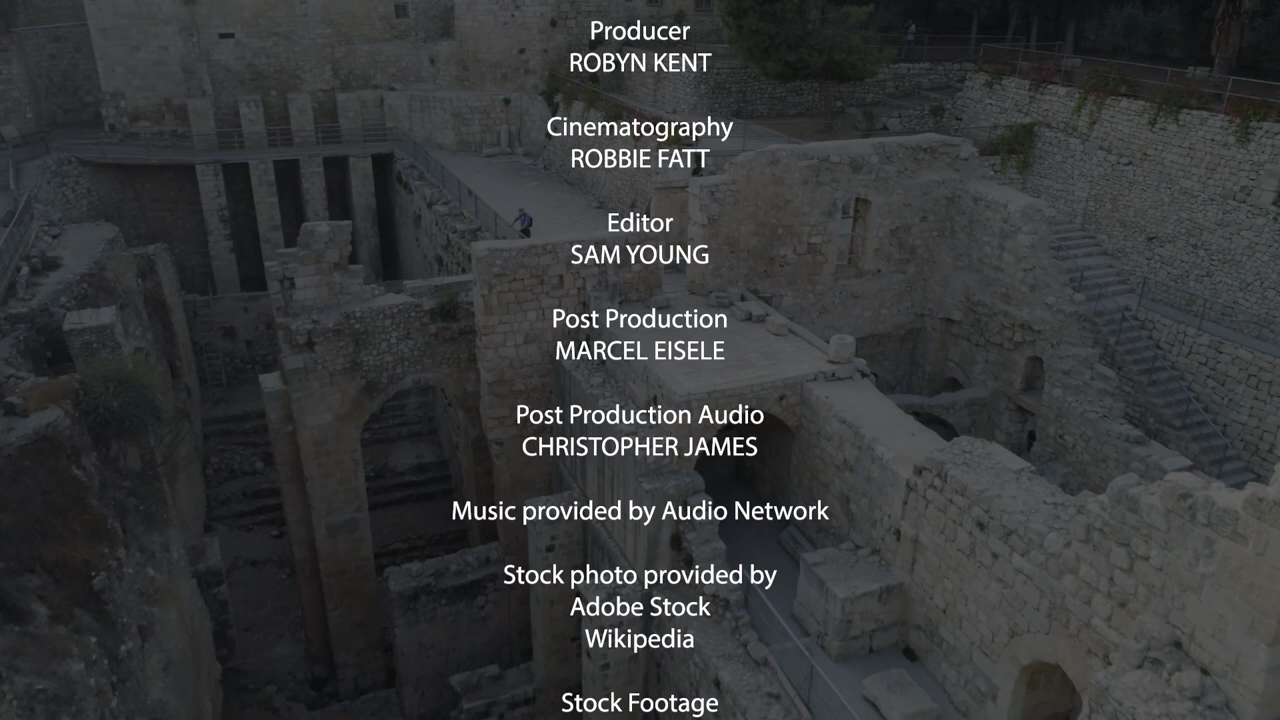 Producer
ROBYN KENT
Cinematography
ROBBIE FATT
Editor
SAM YOUNG
Post Production
MARCEL EISELE
Post Production Audio
CHRISTOPHER JAMES
Music provided by Audio Network
Stock photo provided by
Adobe Stock
Wikipedia
Stock Footage